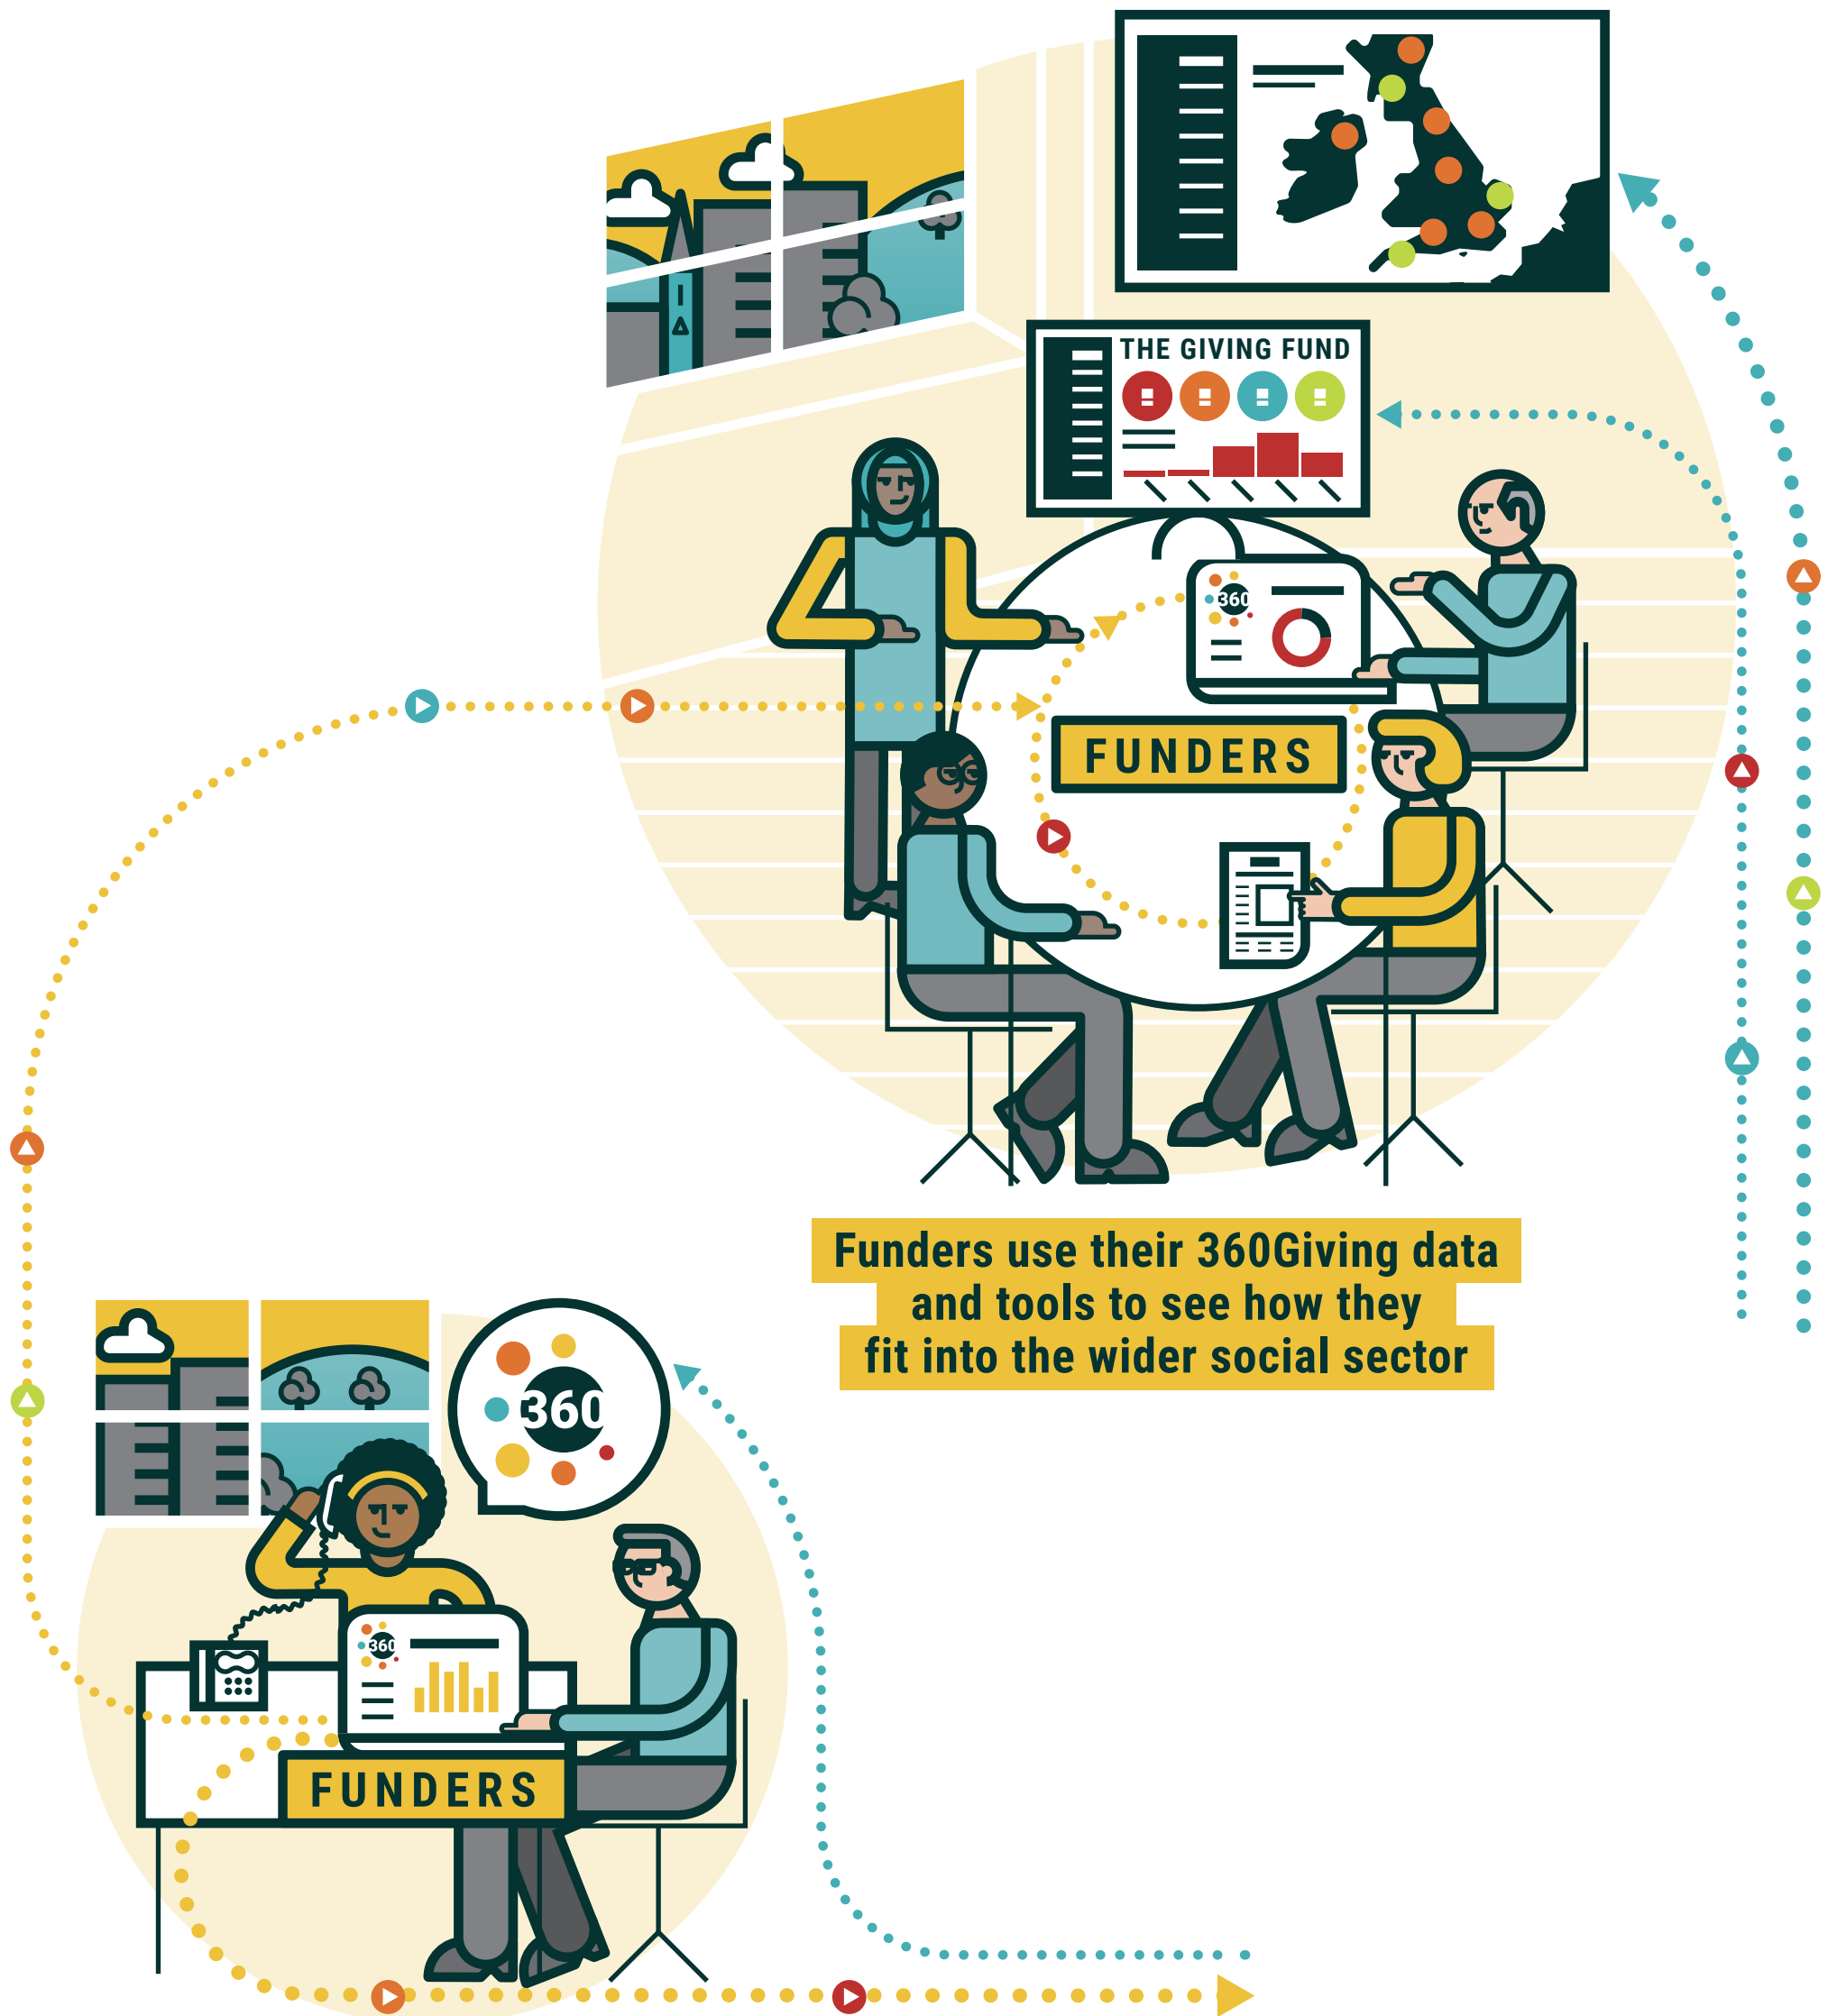 THE GIVING FUND
360
FUNDERS
Funders use their 360Giving data
and tools to see how they
fit into the wider social sector
360
360
FUNDERS